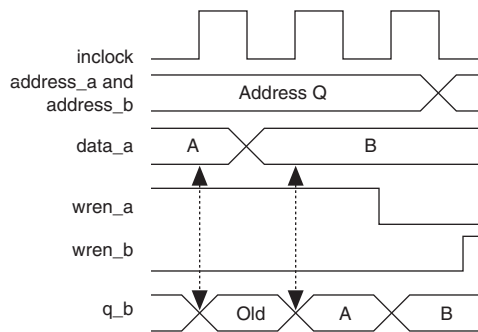 inclock
address_a and
address_b
Address Q
data_a
A
B
wren_a
wren_b
q_b
Old
A
B